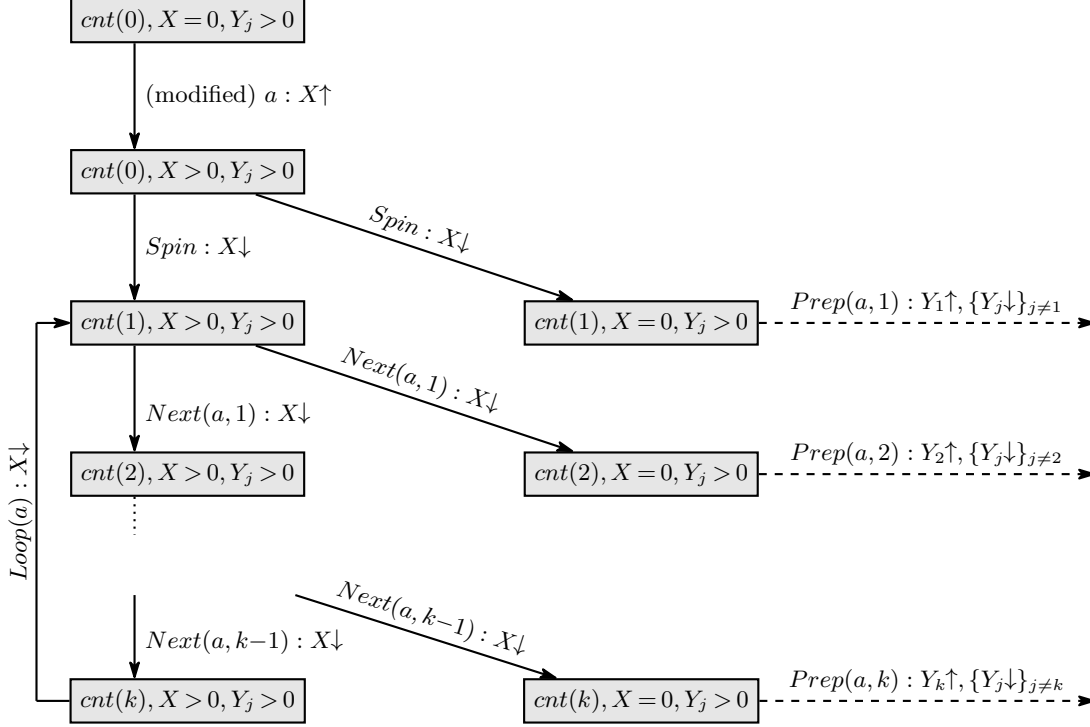 cnt(0), X = 0, Y_j > 0
(modified) a : X↑
cnt(0), X > 0, Y_j > 0
Spin : X↓
Spin : X↓
cnt(1), X > 0, Y_j > 0
cnt(1), X = 0, Y_j > 0
Prep(a, 1) : Y_1↑, {Y_j↓}_{j≠1}
Next(a, 1) : X↓
Next(a, 1) : X↓
cnt(2), X > 0, Y_j > 0
cnt(2), X = 0, Y_j > 0
Prep(a, 2) : Y_2↑, {Y_j↓}_{j≠2}
Loop(a) : X↓
Next(a, k−1) : X↓
Next(a, k−1) : X↓
cnt(k), X > 0, Y_j > 0
cnt(k), X = 0, Y_j > 0
Prep(a, k) : Y_k↑, {Y_j↓}_{j≠k}